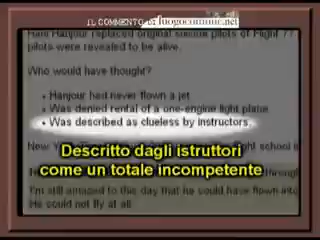 IL COMMENTO DI luogocomune.net
Hani Hanjour replaced original suicide pilots of Flight 77
pilots were revealed to be alive.
Who would have thought?
• Hanjour had never flown a jet
• Was denied rental of a one-engine light plane
• Was described as clueless by instructors.
Descritto dagli istruttori
come un totale incompetente
I'm still amazed to this day that he could have flown into
He could not fly at all